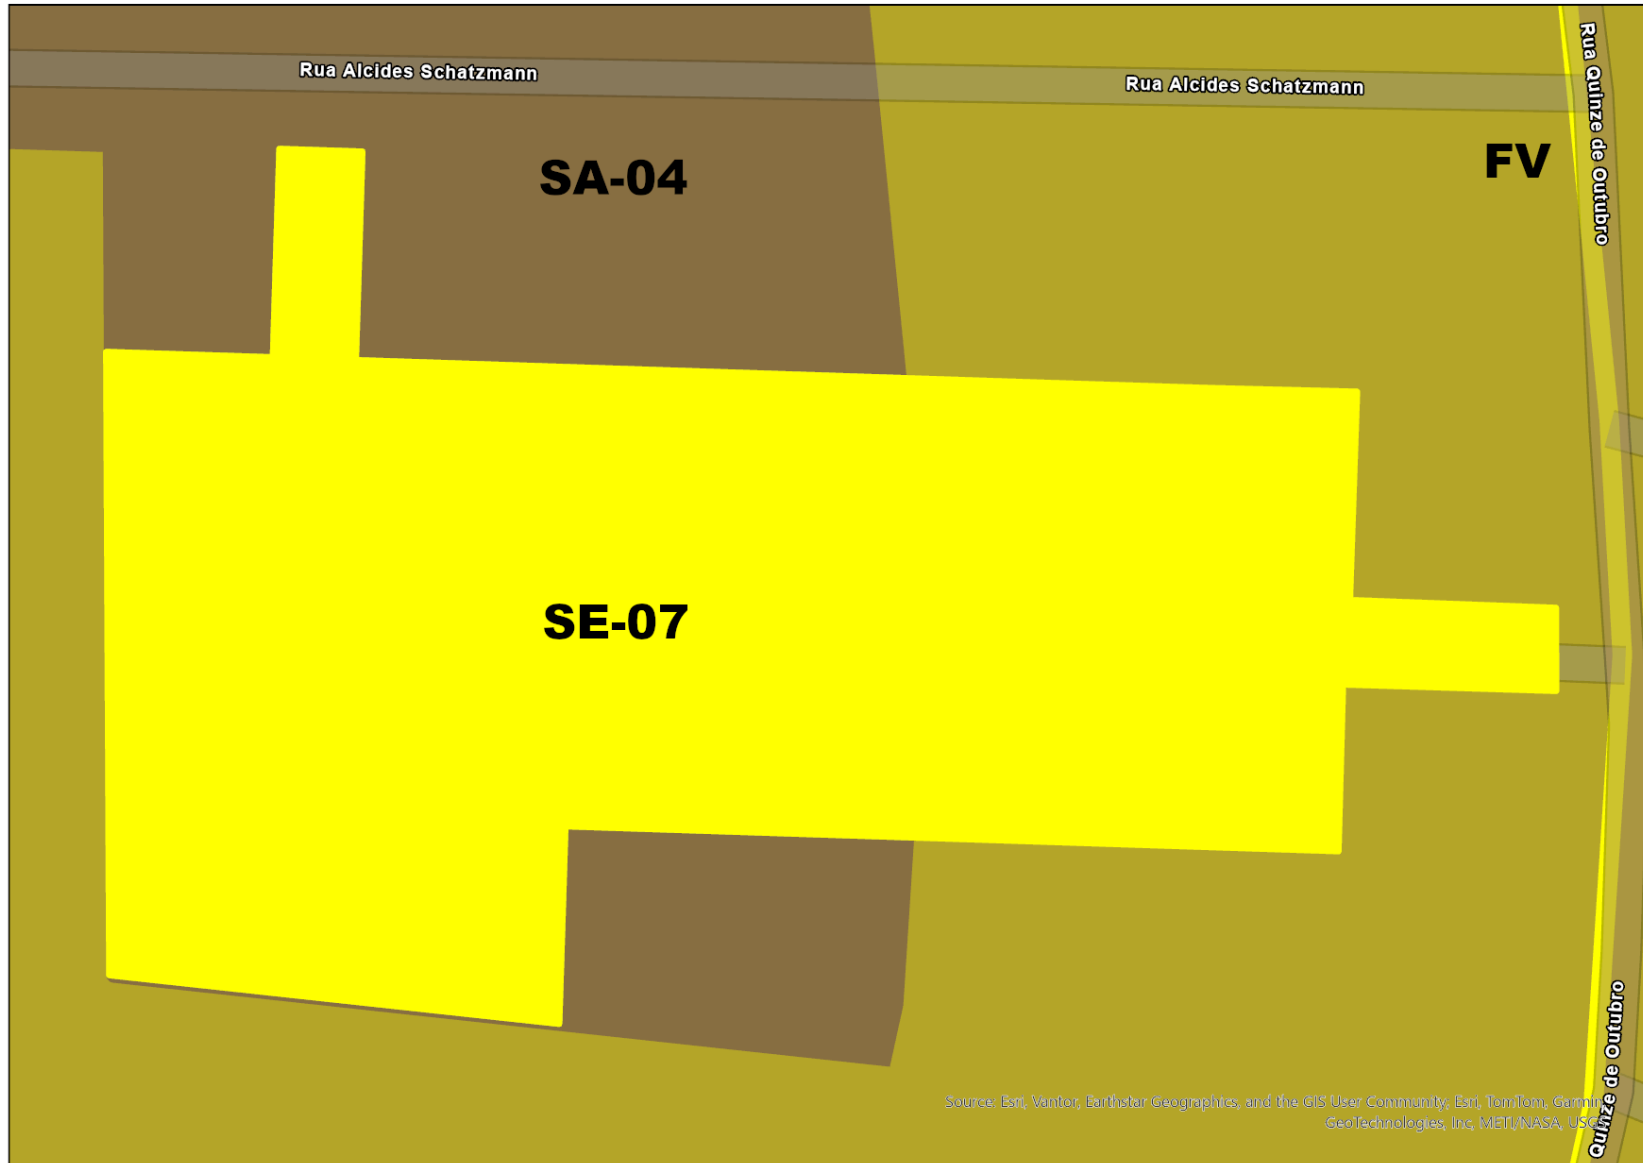 Rua Alcides Schatzmann
Rua Alcides Schatzmann
Rua Quinze de Outubro
FV
SA-04
SE-07
Quinze de Outubro
Source: Esri, Vantor, Earthstar Geographics, and the GIS User Community; Esri, TomTom, Garmin,
GeoTechnologies, Inc, METI/NASA, USGS